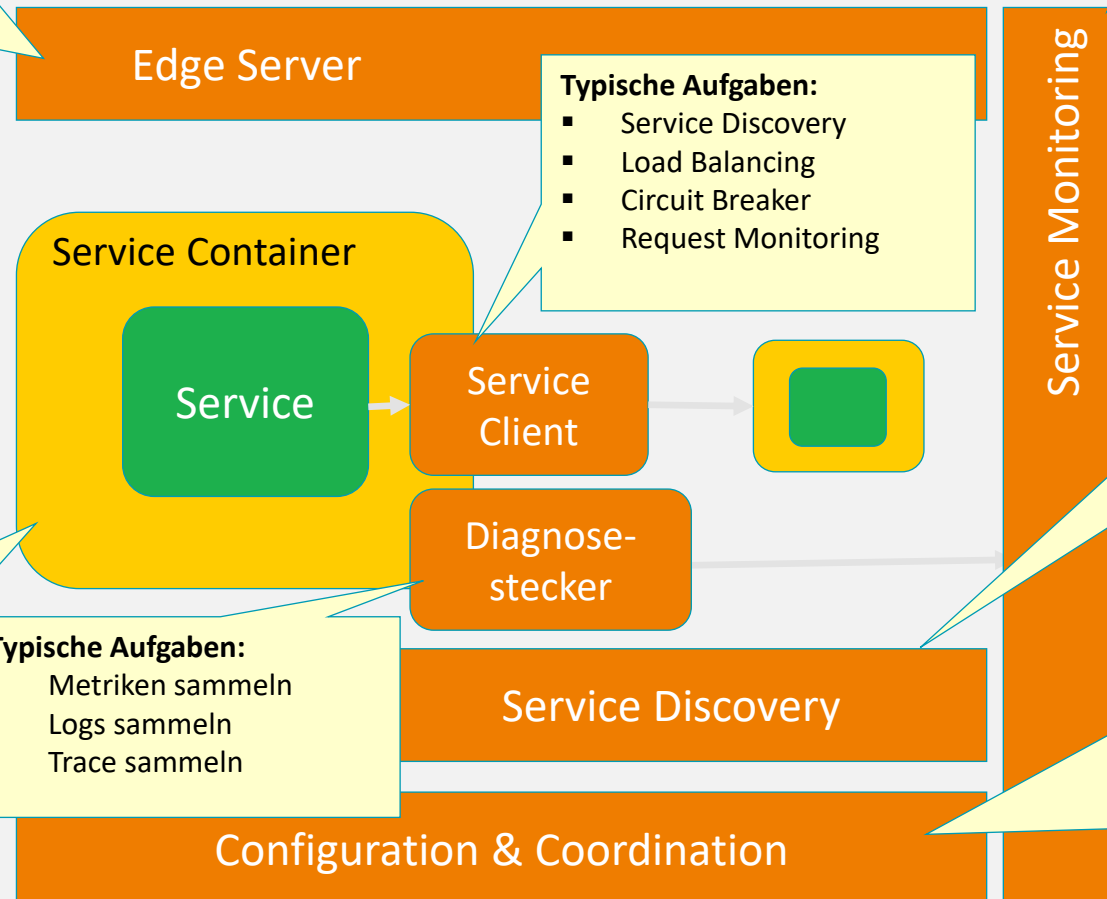 Edge Server
Typische Aufgaben:
▪ Service Discovery
▪ Load Balancing
▪ Circuit Breaker
▪ Request Monitoring
Service Monitoring
Service Container
Service
Service
Client
Diagnose-
stecker
Typische Aufgaben:
Metriken sammeln
Logs sammeln
Trace sammeln
Service Discovery
Configuration & Coordination